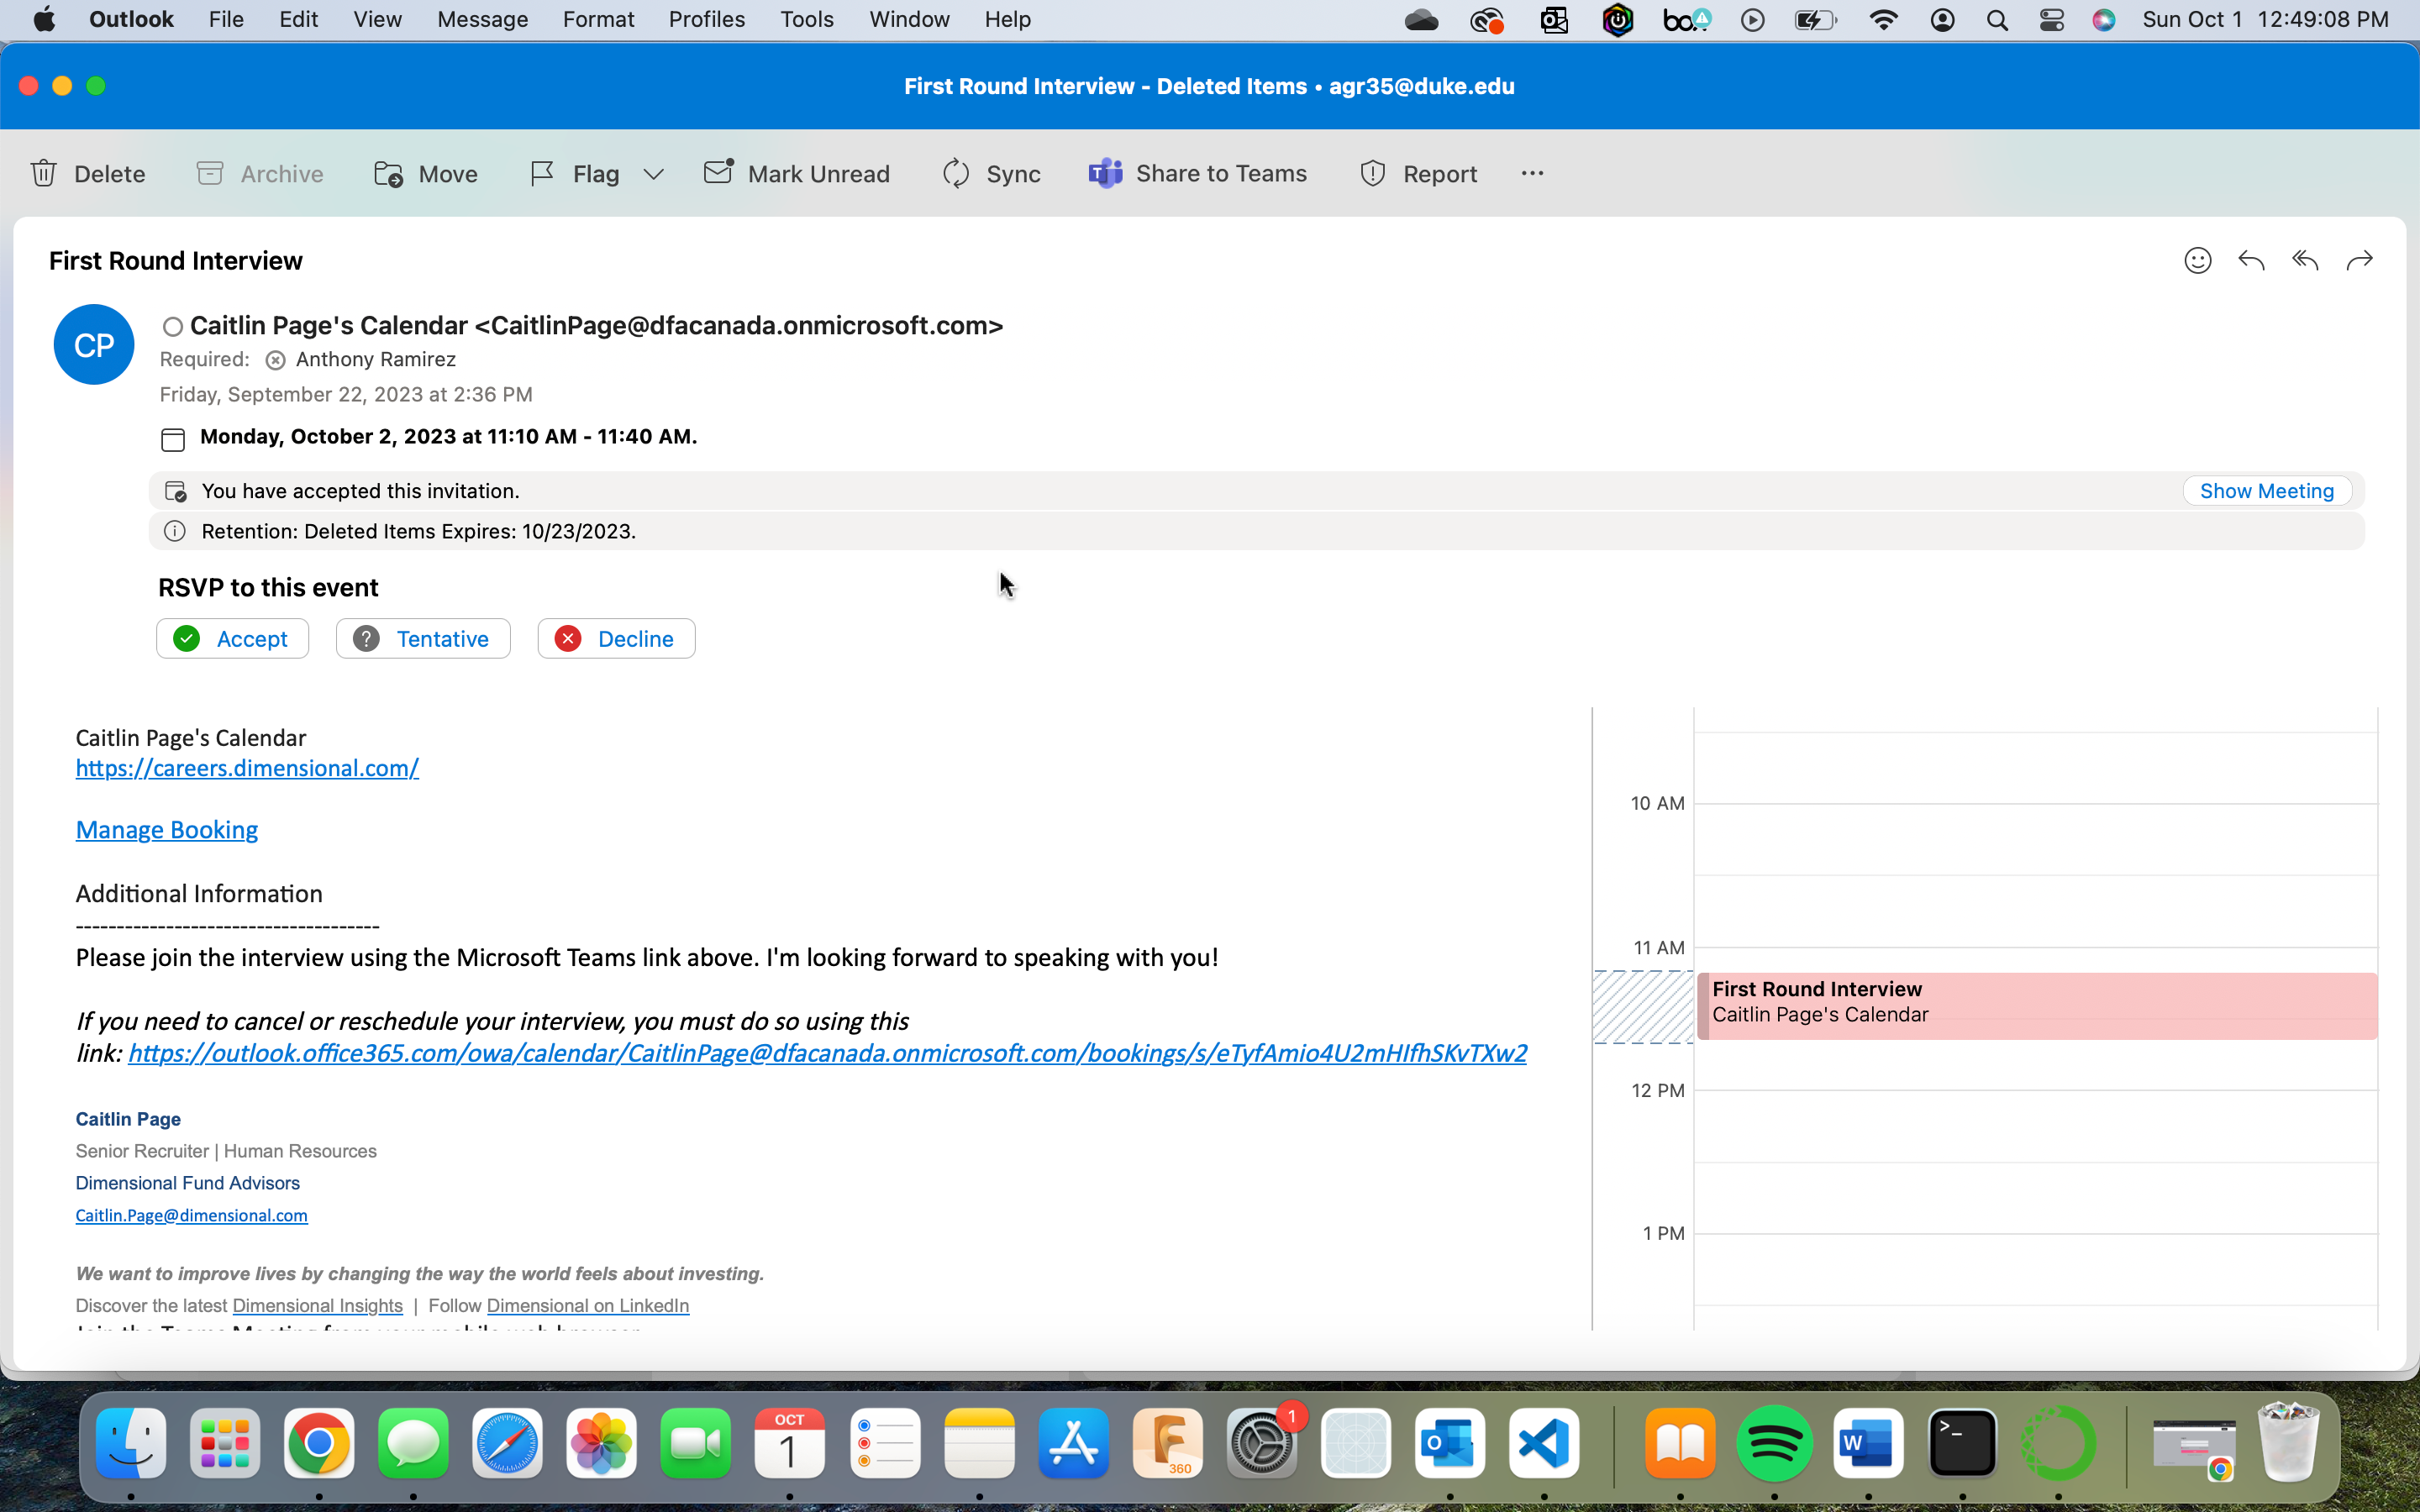 Outlook File Edit View Message Format Profiles Tools Window Help Sun Oct 1 12:49:08 PM
First Round Interview - Deleted Items • agr35@duke.edu
Delete Archive Move Flag Mark Unread Sync Share to Teams Report ...
First Round Interview
CP
Caitlin Page's Calendar <CaitlinPage@dfacanada.onmicrosoft.com>
Required: Anthony Ramirez
Friday, September 22, 2023 at 2:36 PM
Monday, October 2, 2023 at 11:10 AM - 11:40 AM.
You have accepted this invitation. Show Meeting
Retention: Deleted Items Expires: 10/23/2023.
RSVP to this event
Accept Tentative Decline
Caitlin Page's Calendar
https://careers.dimensional.com/
Manage Booking
Additional Information
-------------------------------------
Please join the interview using the Microsoft Teams link above. I'm looking forward to speaking with you!
If you need to cancel or reschedule your interview, you must do so using this
link: https://outlook.office365.com/owa/calendar/CaitlinPage@dfacanada.onmicrosoft.com/bookings/s/eTyfAmio4U2mHIfhSKvTXw2
Caitlin Page
Senior Recruiter | Human Resources
Dimensional Fund Advisors
Caitlin.Page@dimensional.com
We want to improve lives by changing the way the world feels about investing.
Discover the latest Dimensional Insights | Follow Dimensional on LinkedIn
Join the Teams Meeting from your mobile web browser
10 AM
11 AM
First Round Interview
Caitlin Page's Calendar
12 PM
1 PM
OCT
1
360
1
O
W
>_